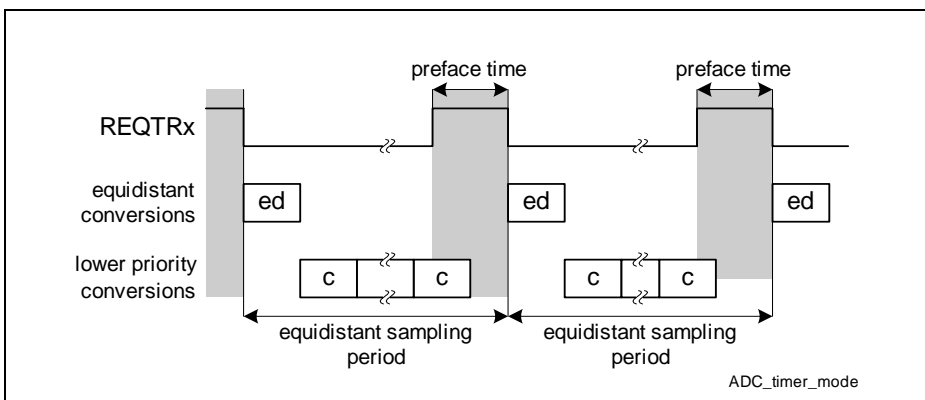 preface time preface time
REQTRx
equidistant
conversions
ed ed ed
lower priority
conversions
c c c c
equidistant sampling
period
equidistant sampling
period
ADC_timer_mode